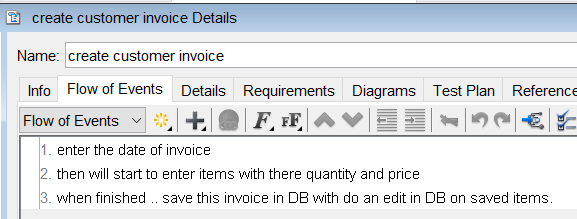 create customer invoice Details
Name: create customer invoice
Info Flow of Events Details Requirements Diagrams Test Plan Reference
Flow of Events F FF
1. enter the date of invoice
2. then will start to enter items with there quantity and price
3. when finished .. save this invoice in DB with do an edit in DB on saved items.